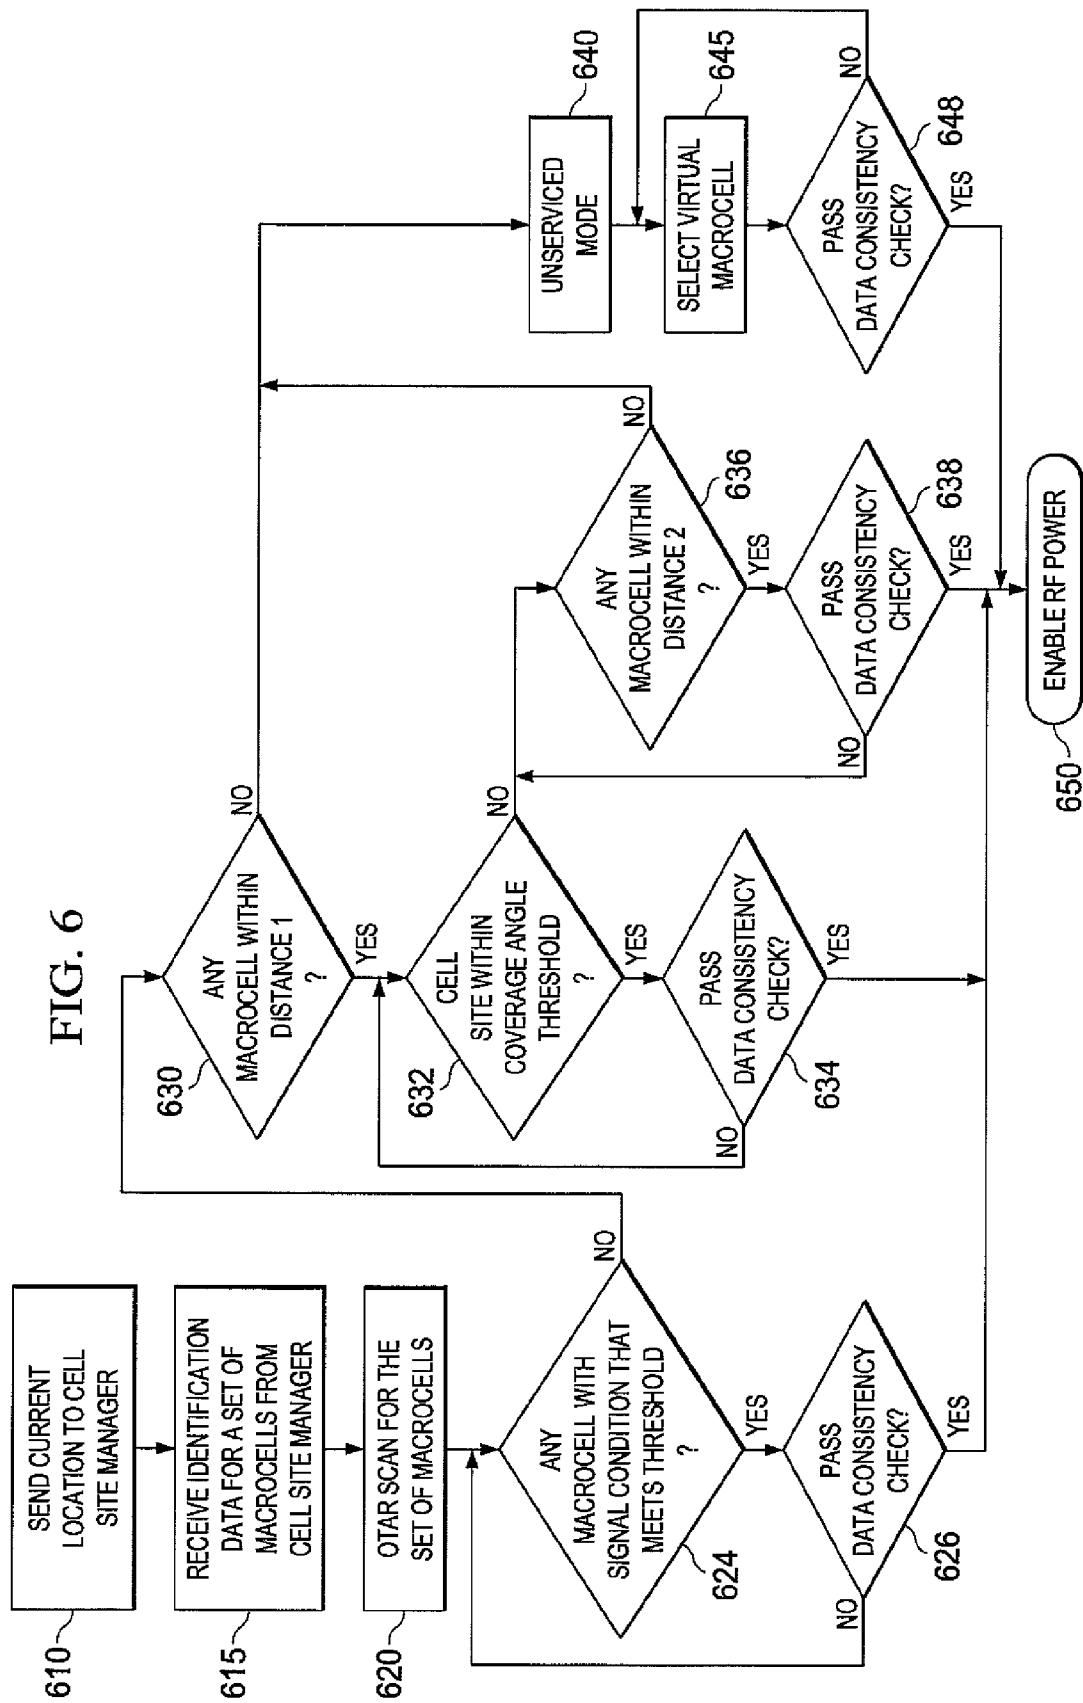 FIG. 6
SEND CURRENT
LOCATION TO CELL
SITE MANAGER
610
RECEIVE IDENTIFICATION
DATA FOR A SET OF
MACROCELLS FROM
CELL SITE MANAGER
615
OTAR SCAN FOR THE
SET OF MACROCELLS
620
ANY
MACROCELL WITH
SIGNAL CONDITION THAT
MEETS THRESHOLD
?
624
NO
YES
PASS
DATA CONSISTENCY
CHECK?
626
NO
YES
ANY
MACROCELL WITHIN
DISTANCE 1
?
630
NO
YES
CELL
SITE WITHIN
COVERAGE ANGLE
THRESHOLD
?
632
NO
YES
PASS
DATA CONSISTENCY
CHECK?
634
NO
YES
ANY
MACROCELL WITHIN
DISTANCE 2
?
636
NO
YES
PASS
DATA CONSISTENCY
CHECK?
638
NO
YES
UNSERVICED
MODE
640
SELECT VIRTUAL
MACROCELL
645
PASS
DATA CONSISTENCY
CHECK?
648
NO
YES
ENABLE RF POWER
650